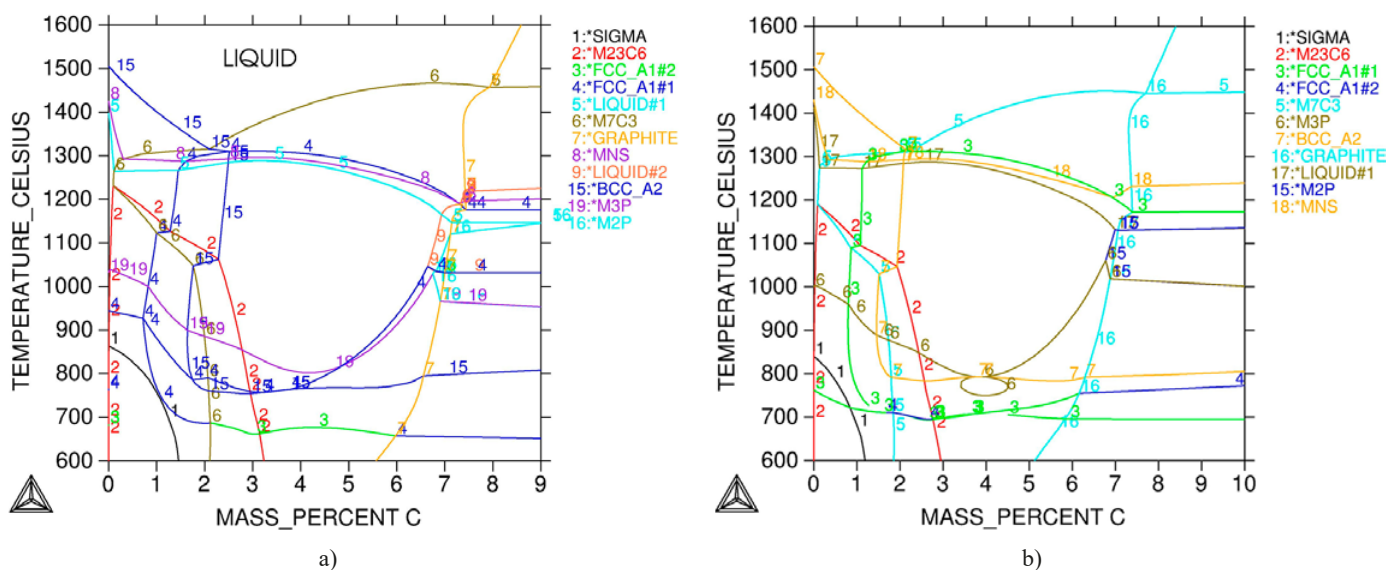 1600
1500
1400
1300
1200
1100
1000
900
800
700
600
TEMPERATURE_CELSIUS
LIQUID
0 1 2 3 4 5 6 7 8 9
MASS_PERCENT C
1:*SIGMA
2:*M23C6
3:*FCC_A1#2
4:*FCC_A1#1
5:*LIQUID#1
6:*M7C3
7:*GRAPHITE
8:*MNS
9:*LIQUID#2
15:*BCC_A2
19:*M3P
16:*M2P
a)
1600
1500
1400
1300
1200
1100
1000
900
800
700
600
TEMPERATURE_CELSIUS
0 1 2 3 4 5 6 7 8 9 10
MASS_PERCENT C
1:*SIGMA
2:*M23C6
3:*FCC_A1#1
4:*FCC_A1#2
5:*M7C3
6:*M3P
7:*BCC_A2
16:*GRAPHITE
17:*LIQUID#1
15:*M2P
18:*MNS
b)